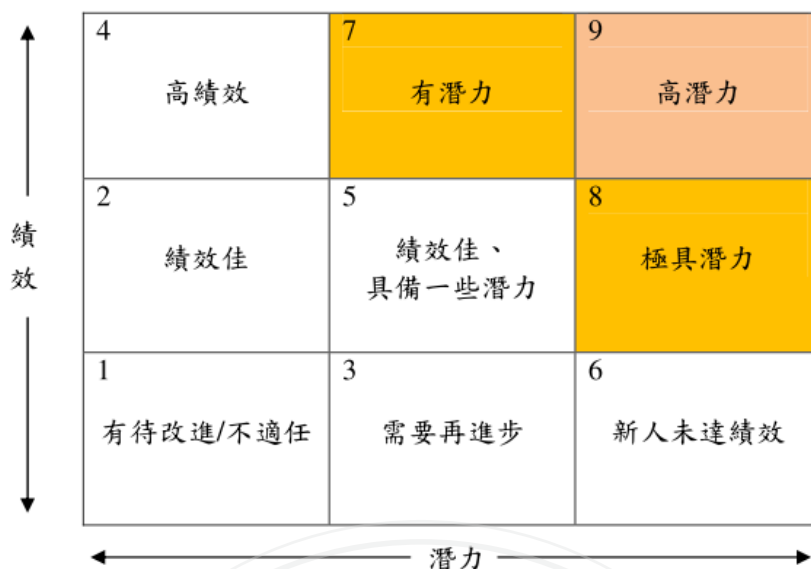 4
高績效
7
有潛力
9
高潛力
2
績效佳
5
績效佳、
具備一些潛力
8
極具潛力
1
有待改進/不適任
3
需要再進步
6
新人未達績效
績
效
潛力